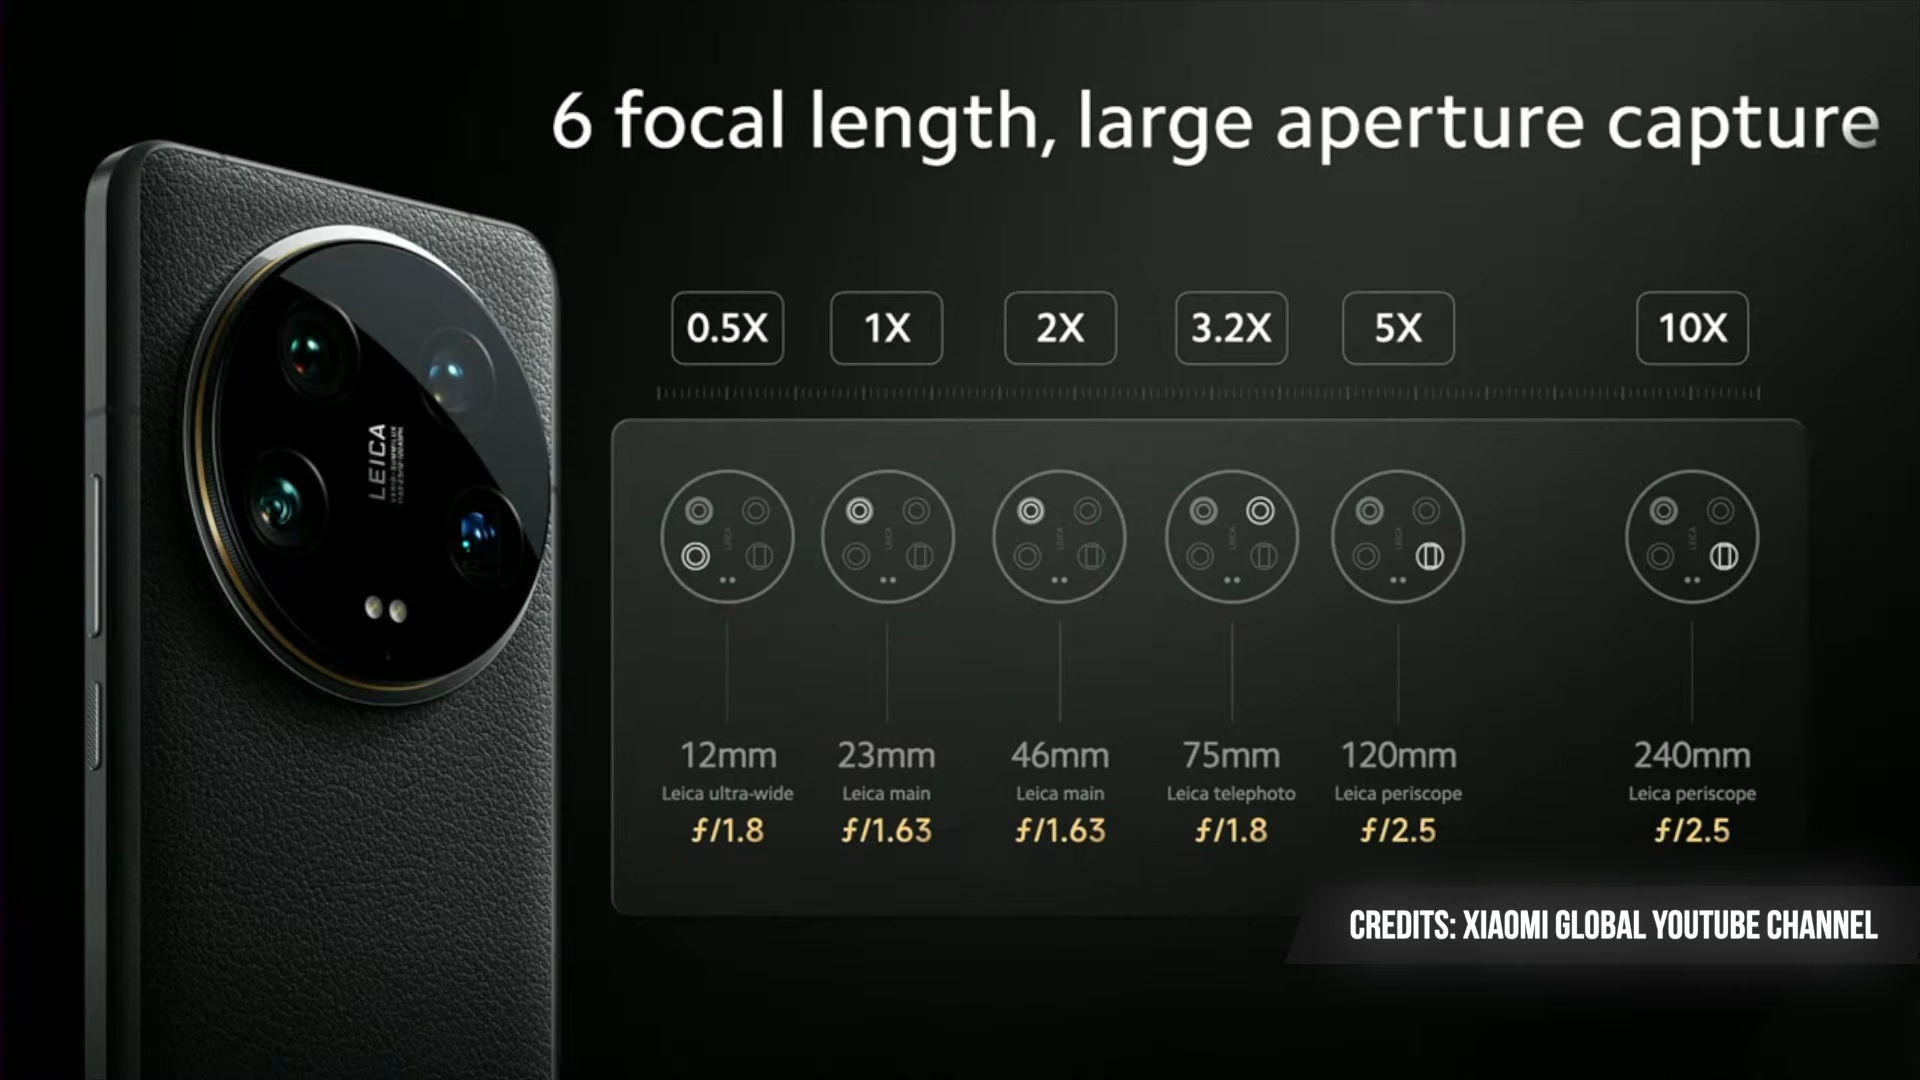 6 focal length, large aperture capture
0.5X 1X 2X 3.2X 5X 10X
LEICA
12mm 23mm 46mm 75mm 120mm 240mm
Leica ultra-wide Leica main Leica main Leica telephoto Leica periscope Leica periscope
ƒ/1.8 ƒ/1.63 ƒ/1.63 ƒ/1.8 ƒ/2.5 ƒ/2.5
CREDITS: XIAOMI GLOBAL YOUTUBE CHANNEL